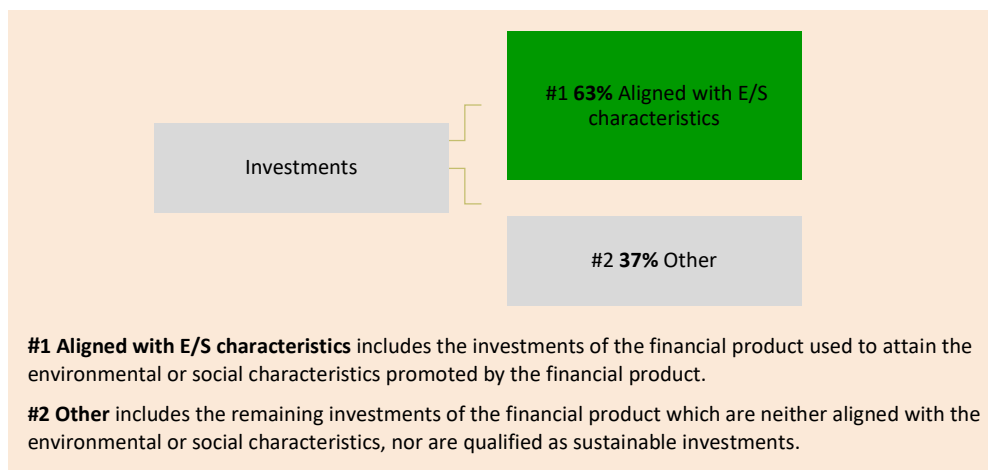 #1 63% Aligned with E/S
characteristics
Investments
#2 37% Other
#1 Aligned with E/S characteristics includes the investments of the financial product used to attain the
environmental or social characteristics promoted by the financial product.
#2 Other includes the remaining investments of the financial product which are neither aligned with the
environmental or social characteristics, nor are qualified as sustainable investments.